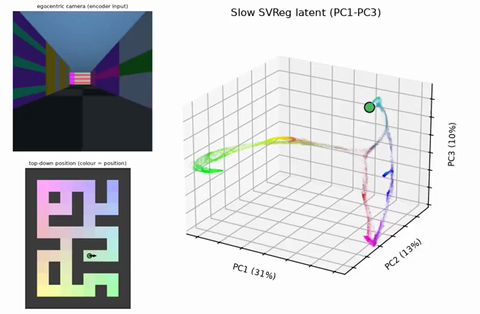 egocentric camera (encoder input)
Slow SVReg latent (PC1-PC3)
top-down position (colour = position)
PC1 (31%)
PC2 (13%)
PC3 (10%)